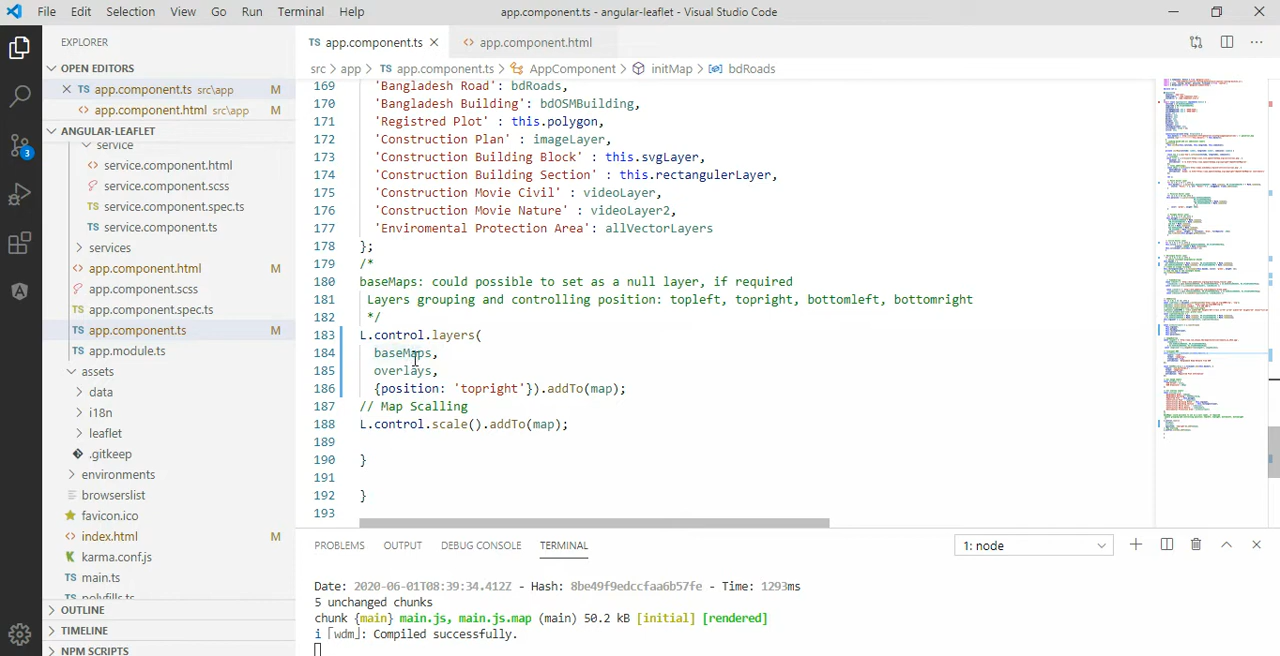 File Edit Selection View Go Run Terminal Help app.component.ts - angular-leaflet - Visual Studio Code
EXPLORER
OPEN EDITORS
app.component.ts src\app M
app.component.html src\app M
ANGULAR-LEAFLET
service
service.component.html
service.component.scss
service.component.spec.ts
service.component.ts
services
app.component.html M
app.component.scss
app.component.spec.ts
app.component.ts M
app.module.ts
assets
data
i18n
leaflet
.gitkeep
environments
browserslist
favicon.ico
index.html M
karma.conf.js
main.ts
polyfills.ts
OUTLINE
TIMELINE
NPM SCRIPTS
3
TS app.component.ts app.component.html
src > app > TS app.component.ts > AppComponent > initMap > bdRoads
169 'Bangladesh Road': bdRoads,
170 'Bangladesh Building': bdOSMBuilding,
171 'Registred Plan' : this.polygon,
172 'Construction Plan' : imageLayer,
173 'Construction Building Block' : this.svgLayer,
174 'Construction Area Section' : this.rectangulerLayer,
175 'Construction Movie Civil' : videoLayer,
176 'Construction Movie Nature' : videoLayer2,
177 'Enviromental Protection Area': allVectorLayers
178 };
179 /*
180 baseMaps: could possible to set as a null layer, if required
181 Layer grouping and controlling position: topleft, topright, bottomleft, bottomright
182 */
183 L.control.layers(
184 baseMaps,
185 overlays,
186 {position: 'topright'}).addTo(map);
187 // Map Scalling
188 L.control.scale().addTo(map);
189
190 }
191
192 }
193
PROBLEMS OUTPUT DEBUG CONSOLE TERMINAL 1: node
Date: 2020-06-01T08:39:34.412Z - Hash: 8be49f9edccfaa6b57fe - Time: 1293ms
5 unchanged chunks
chunk {main} main.js, main.js.map (main) 50.2 kB [initial] [rendered]
i ｢wdm｣: Compiled successfully.